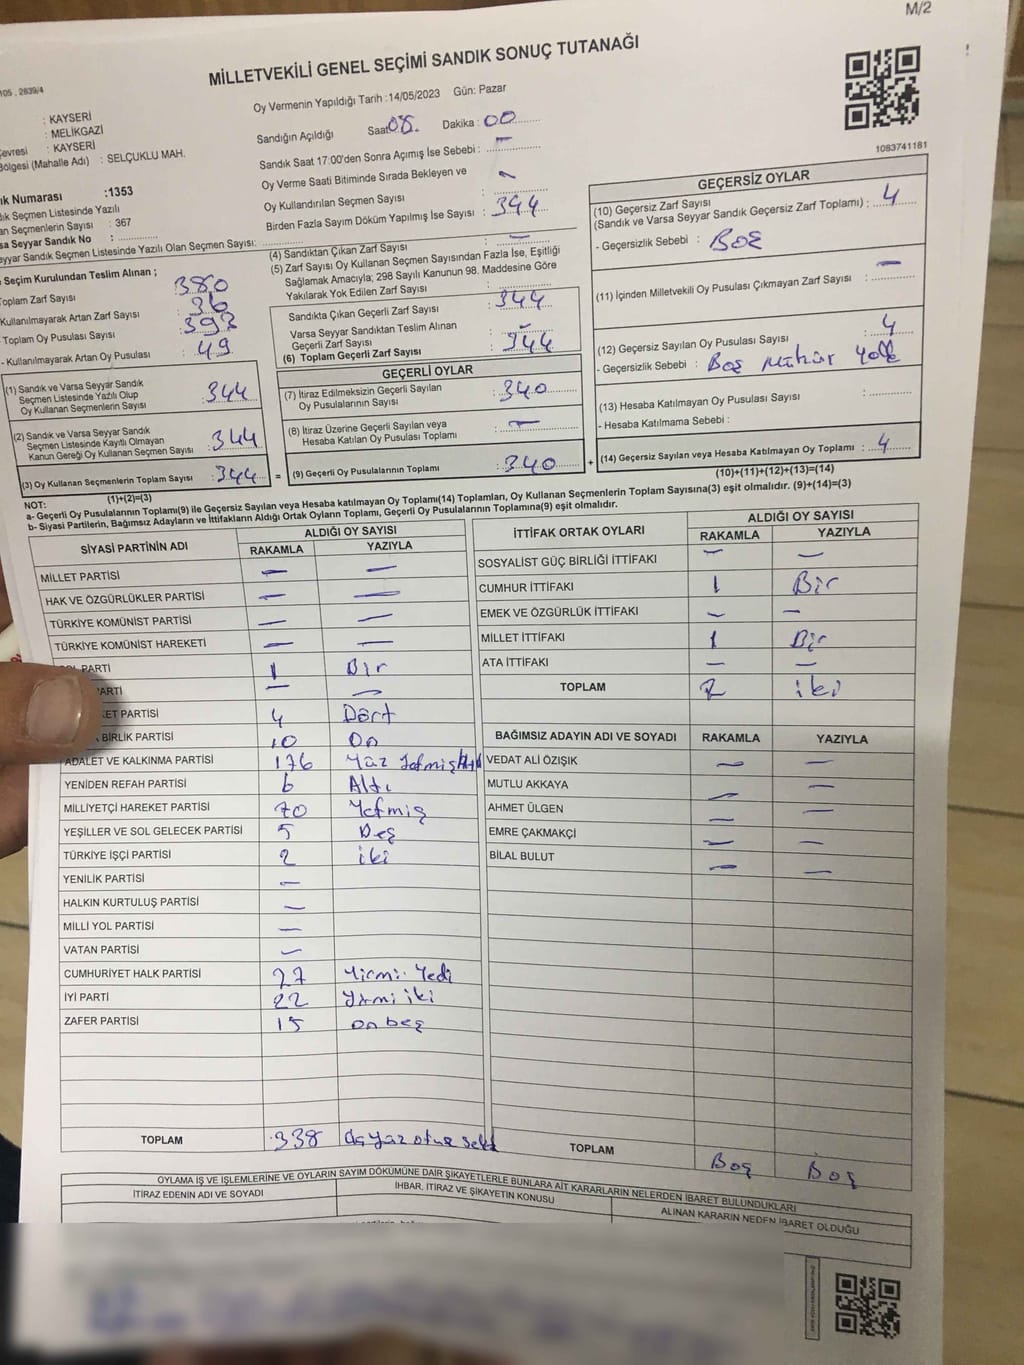 M/2
MİLLETVEKİLİ GENEL SEÇİMİ SANDIK SONUÇ TUTANAĞI
105 . 2839/4
: KAYSERİ
: MELİKGAZİ
Çevresi : KAYSERİ
Bölgesi (Mahalle Adı) : SELÇUKLU MAH.
Oy Vermenin Yapıldığı Tarih :14/05/2023 Gün: Pazar
Sandığın Açıldığı Saat 08. Dakika : 00
Sandık Saat 17:00'den Sonra Açımış İse Sebebi : –
Oy Verme Saati Bitiminde Sırada Bekleyen ve
Oy Kullandırılan Seçmen Sayısı : –
Birden Fazla Sayım Döküm Yapılmış İse Sayısı : 344
1083741181
ık Numarası :1353
dık Seçmen Listesinde Yazılı
an Seçmenlerin Sayısı : 367
sa Seyyar Sandık No :
eyyar Sandık Seçmen Listesinde Yazılı Olan Seçmen Sayısı:
Seçim Kurulundan Teslim Alınan ;
Toplam Zarf Sayısı : 380
Kullanılmayarak Artan Zarf Sayısı : 36
Toplam Oy Pusulası Sayısı : 393
- Kullanılmayarak Artan Oy Pusulası : 49
(1) Sandık ve Varsa Seyyar Sandık
Seçmen Listesinde Yazılı Olup
Oy Kullanan Seçmenlerin Sayısı : 344
(2) Sandık ve Varsa Seyyar Sandık
Seçmen Listesinde Kayıtlı Olmayan
Kanun Gereği Oy Kullanan Seçmen Sayısı : 344
(3) Oy Kullanan Seçmenlerin Toplam Sayısı : 344
(1)+(2)=(3)
(4) Sandıktan Çıkan Zarf Sayısı : –
(5) Zarf Sayısı Oy Kullanan Seçmen Sayısından Fazla İse, Eşitliği
Sağlamak Amacıyla; 298 Sayılı Kanunun 98. Maddesine Göre
Yakılarak Yok Edilen Zarf Sayısı :
Sandıkta Çıkan Geçerli Zarf Sayısı : 344
Varsa Seyyar Sandıktan Teslim Alınan
Geçerli Zarf Sayısı : –
(6) Toplam Geçerli Zarf Sayısı : 344
GEÇERLİ OYLAR
(7) İtiraz Edilmeksizin Geçerli Sayılan
Oy Pusulalarının Sayısı : 340
(8) İtiraz Üzerine Geçerli Sayılan veya
Hesaba Katılan Oy Pusulası Toplamı : –
= (9) Geçerli Oy Pusulalarının Toplamı : 340 +
GEÇERSİZ OYLAR
(10) Geçersiz Zarf Sayısı
(Sandık ve Varsa Seyyar Sandık Geçersiz Zarf Toplamı) : 4
- Geçersizlik Sebebi : Boş
(11) İçinden Milletvekili Oy Pusulası Çıkmayan Zarf Sayısı : –
(12) Geçersiz Sayılan Oy Pusulası Sayısı : 4
- Geçersizlik Sebebi : Boş Mühür Yok
(13) Hesaba Katılmayan Oy Pusulası Sayısı :
- Hesaba Katılmama Sebebi :
(14) Geçersiz Sayılan veya Hesaba Katılmayan Oy Toplamı : 4
(10)+(11)+(12)+(13)=(14)
NOT:
a- Geçerli Oy Pusulalarının Toplamı(9) ile Geçersiz Sayılan veya Hesaba katılmayan Oy Toplamı(14) Toplamları, Oy Kullanan Seçmenlerin Toplam Sayısına(3) eşit olmalıdır. (9)+(14)=(3)
b- Siyasi Partilerin, Bağımsız Adayların ve İttifakların Aldığı Ortak Oyların Toplamı, Geçerli Oy Pusulalarının Toplamına(9) eşit olmalıdır.
SİYASİ PARTİNİN ADI ALDIĞI OY SAYISI
RAKAMLA YAZIYLA
MİLLET PARTİSİ – –
HAK VE ÖZGÜRLÜKLER PARTİSİ – –
TÜRKİYE KOMÜNİST PARTİSİ – –
TÜRKİYE KOMÜNİST HAREKETİ – –
PARTİ 1 Bir
PARTİ – –
ET PARTİSİ 4 Dört
BİRLİK PARTİSİ 10 On
ADALET VE KALKINMA PARTİSİ 176 Yüz Yetmiş Altı
YENİDEN REFAH PARTİSİ 6 Altı
MİLLİYETÇİ HAREKET PARTİSİ 70 Yetmiş
YEŞİLLER VE SOL GELECEK PARTİSİ 5 Beş
TÜRKİYE İŞÇİ PARTİSİ 2 iki
YENİLİK PARTİSİ –
HALKIN KURTULUŞ PARTİSİ –
MİLLİ YOL PARTİSİ –
VATAN PARTİSİ –
CUMHURİYET HALK PARTİSİ 27 Yirmi Yedi
İYİ PARTİ 22 Yirmi iki
ZAFER PARTİSİ 15 on beş
TOPLAM 338 üçyüz otuz sekiz
İTTİFAK ORTAK OYLARI ALDIĞI OY SAYISI
RAKAMLA YAZIYLA
SOSYALİST GÜÇ BİRLİĞİ İTTİFAKI – –
CUMHUR İTTİFAKI 1 Bir
EMEK VE ÖZGÜRLÜK İTTİFAKI – –
MİLLET İTTİFAKI 1 Bir
ATA İTTİFAKI – –
TOPLAM 2 iki
BAĞIMSIZ ADAYIN ADI VE SOYADI RAKAMLA YAZIYLA
VEDAT ALİ ÖZIŞIK – –
MUTLU AKKAYA – –
AHMET ÜLGEN – –
EMRE ÇAKMAKÇİ – –
BİLAL BULUT – –
TOPLAM Boş Boş
OYLAMA İŞ VE İŞLEMLERİNE VE OYLARIN SAYIM DÖKÜMÜNE DAİR ŞİKAYETLERLE BUNLARA AİT KARARLARIN NELERDEN İBARET BULUNDUKLARI
İTİRAZ EDENİN ADI VE SOYADI İHBAR, İTİRAZ VE ŞİKAYETİN KONUSU ALINAN KARARIN NEDEN İBARET OLDUĞU